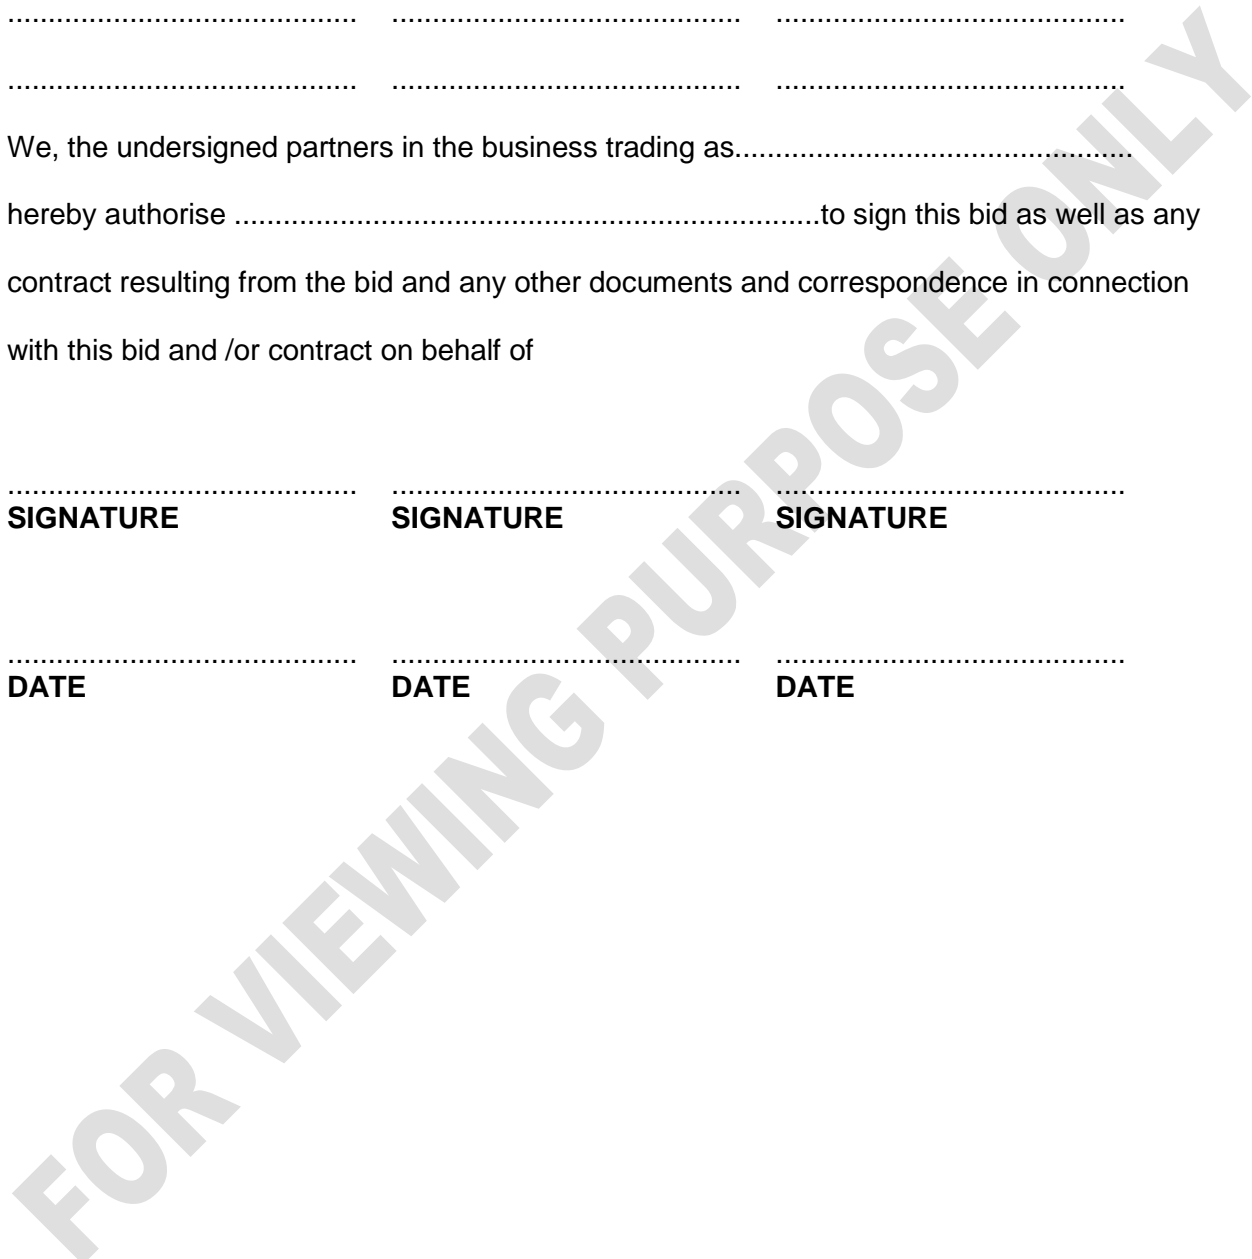 .......................................... .......................................... ..........................................
.......................................... .......................................... ..........................................
We, the undersigned partners in the business trading as................................................
hereby authorise .......................................................................to sign this bid as well as any
contract resulting from the bid and any other documents and correspondence in connection
with this bid and /or contract on behalf of
.......................................... .......................................... ..........................................
SIGNATURE SIGNATURE SIGNATURE
.......................................... .......................................... ..........................................
DATE DATE DATE
FOR VIEWING PURPOSE ONLY